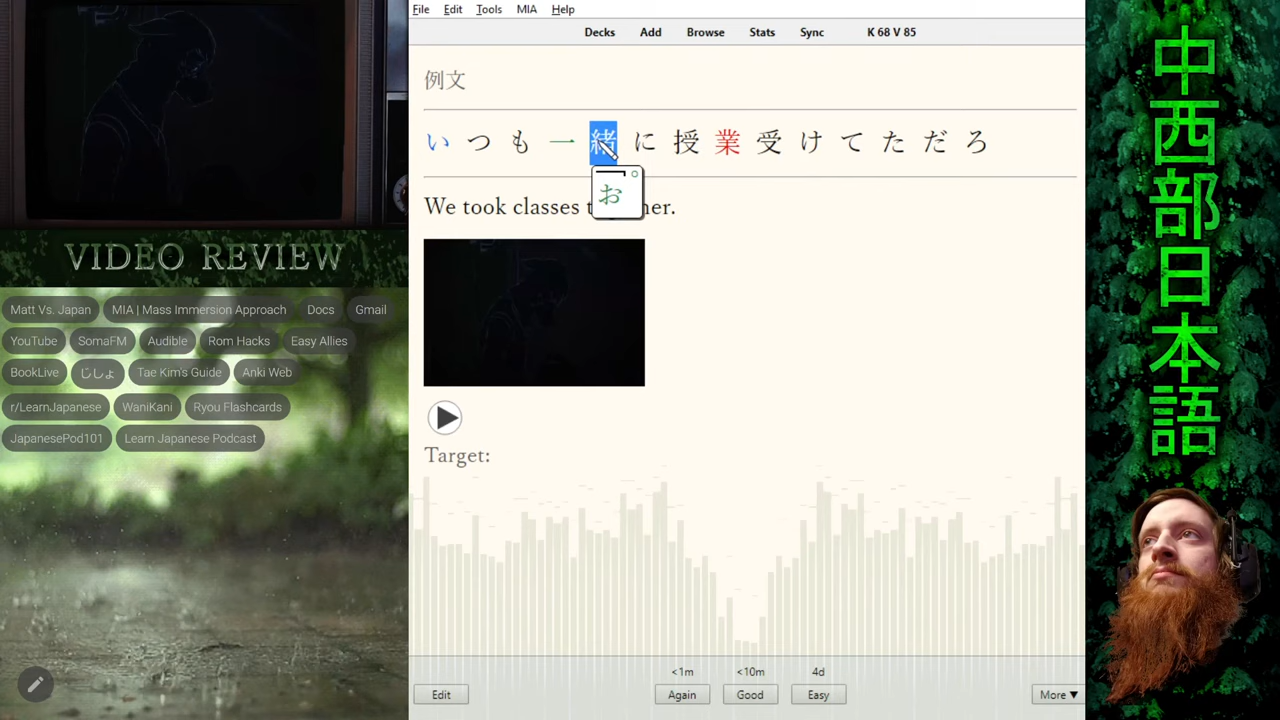 File Edit Tools MIA Help
Decks Add Browse Stats Sync K 68 V 85
例文
いつも一緒に授業受けてただろ
お
We took classes t her.
Target:
<1m <10m 4d
Edit Again Good Easy More ▼
VIDEO REVIEW
Matt Vs. Japan MIA | Mass Immersion Approach Docs Gmail
YouTube SomaFM Audible Rom Hacks Easy Allies
BookLive じしょ Tae Kim's Guide Anki Web
r/LearnJapanese WaniKani Ryou Flashcards
JapanesePod101 Learn Japanese Podcast
中西部日本語